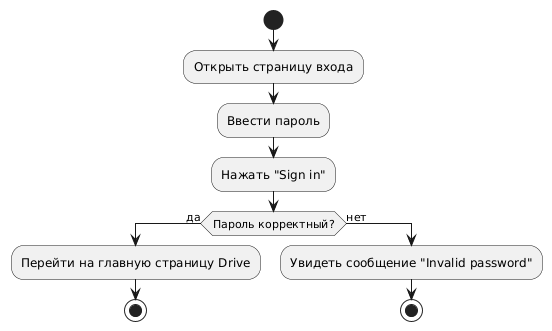 Открыть страницу входа
Ввести пароль
Нажать "Sign in"
да
Пароль корректный?
нет
Перейти на главную страницу Drive
Увидеть сообщение "Invalid password"